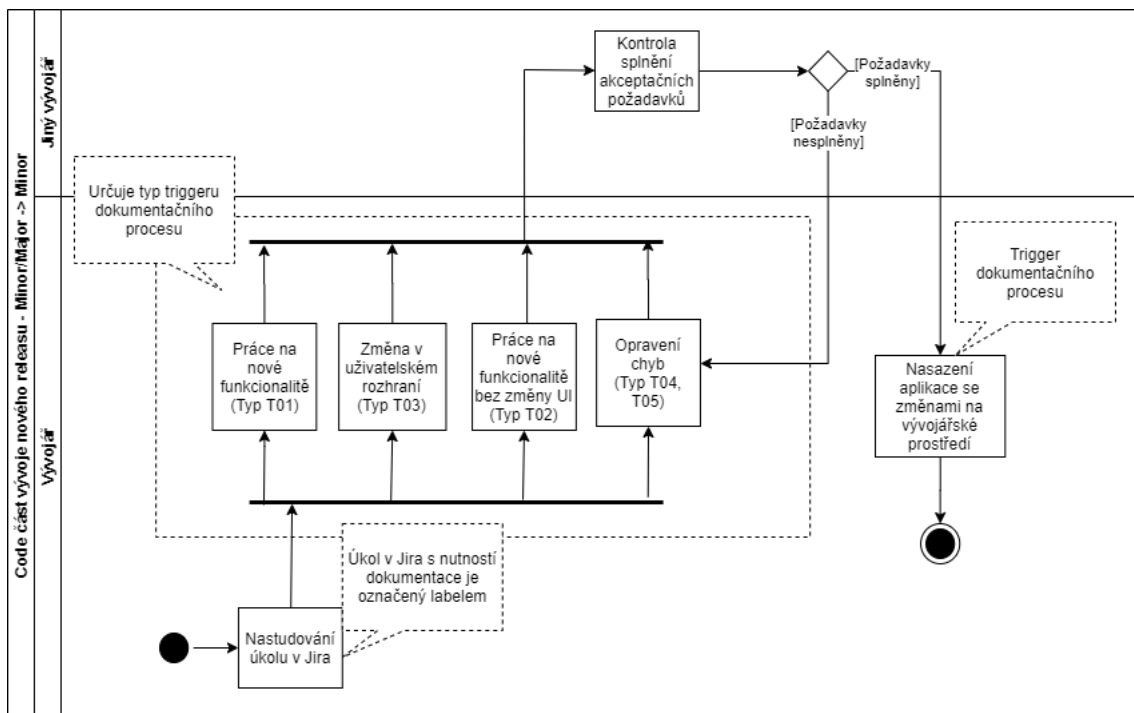 Code část vývoje nového releasu - Minor/Major -> Minor
Jiný vývojář
Vývojář
Kontrola
splnění
akceptačních
požadavků
[Požadavky
splněny]
[Požadavky
nesplněny]
Určuje typ triggeru
dokumentačního
procesu
Práce na
nové
funkcionalitě
(Typ T01)
Změna v
uživatelském
rozhraní
(Typ T03)
Práce na
nové
funkcionalitě
bez změny UI
(Typ T02)
Opravení
chyb
(Typ T04,
T05)
Trigger
dokumentačního
procesu
Nasazení
aplikace se
změnami na
vývojářské
prostředí
Úkol v Jira s nutností
dokumentace je
označený labelem
Nastudování
úkolu v Jira